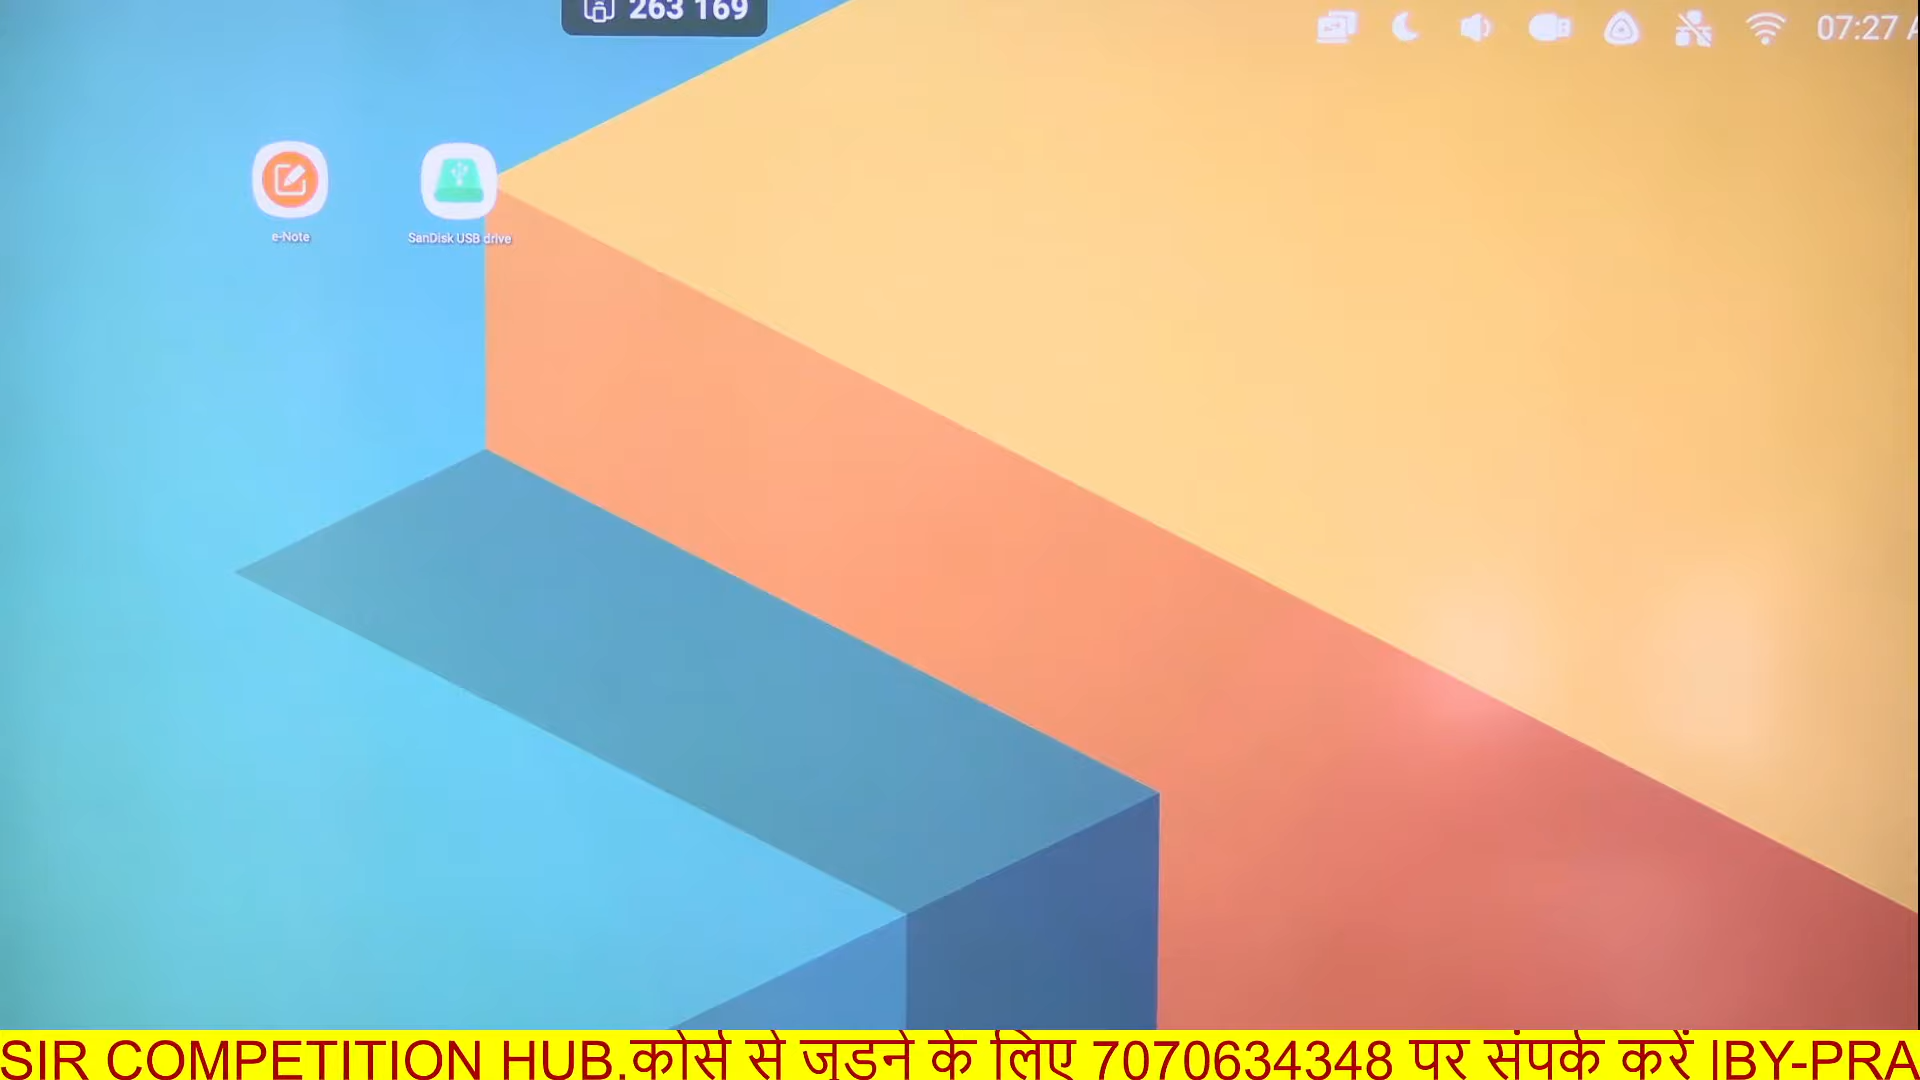 263 169
07:27
e-Note
SanDisk USB drive
SIR COMPETITION HUB.कोर्स से जुड़ने के लिए 7070634348 पर संपर्क करें |BY-PRA